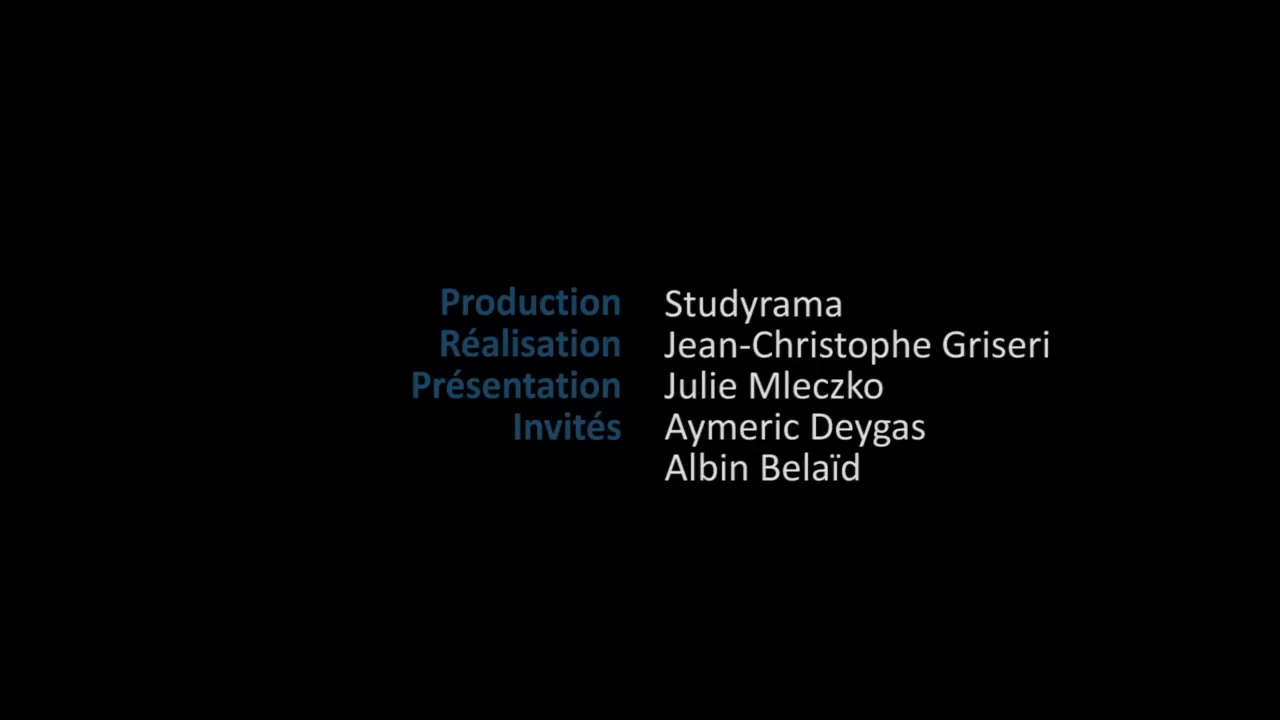 Production Studyrama
Réalisation Jean-Christophe Griseri
Présentation Julie Mleczko
Invités Aymeric Deygas
Albin Belaïd